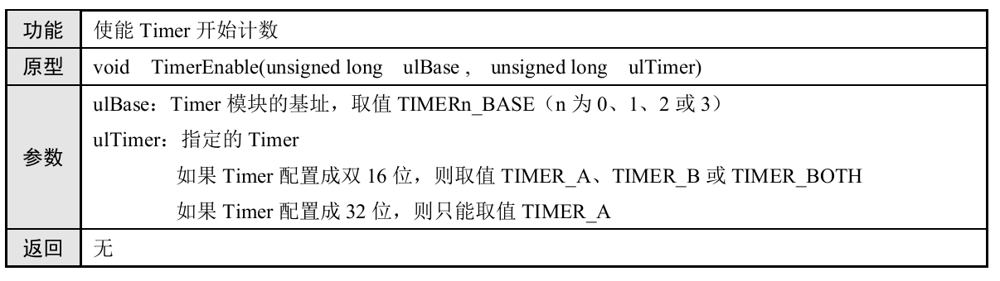 功能 使能 Timer 开始计数
原型 void TimerEnable(unsigned long ulBase , unsigned long ulTimer)
参数
ulBase：Timer 模块的基址，取值 TIMERn_BASE（n 为 0、1、2 或 3）
ulTimer：指定的 Timer
如果 Timer 配置成双 16 位，则取值 TIMER_A、TIMER_B 或 TIMER_BOTH
如果 Timer 配置成 32 位，则只能取值 TIMER_A
返回 无